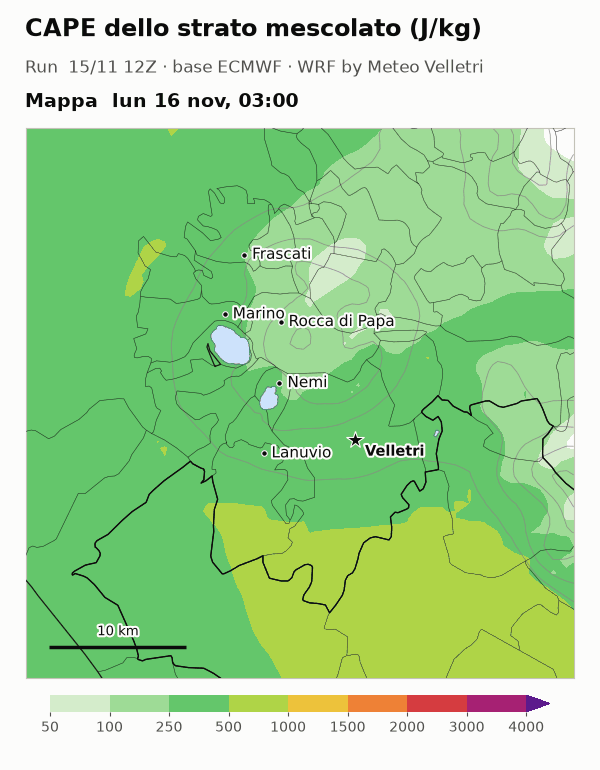 CAPE dello strato mescolato (J/kg)
Run  15/11 12Z · base ECMWF · WRF by Meteo Velletri
Mappa  lun 16 nov, 03:00
Frascati
Marino
Rocca di Papa
Nemi
Velletri
Lanuvio
10 km
50 100 250 500 1000 1500 2000 3000 4000